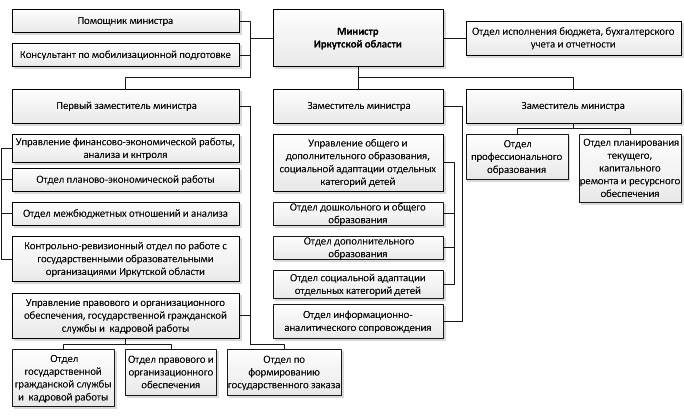 Помощник министра
Консультант по мобилизационной подготовке
Министр
Иркутской области
Отдел исполнения бюджета, бухгалтерского
учета и отчетности
Первый заместитель министра
Заместитель министра
Заместитель министра
Управление финансово-экономической работы,
анализа и кнтроля
Отдел планово-экономической работы
Отдел межбюджетных отношений и анализа
Контрольно-ревизионный отдел по работе с
государственными образовательными
организациями Иркутской области
Управление правового и организационного
обеспечения, государственной гражданской
службы и  кадровой работы
Отдел
государственной
гражданской службы
и  кадровой работы
Отдел правового и
организационного
обеспечения
Отдел по
формированию
государственного заказа
Управление общего и
дополнительного образования,
социальной адаптации отдельных
категорий детей
Отдел дошкольного и общего
образования
Отдел дополнительного
образования
Отдел социальной адаптации
отдельных категорий детей
Отдел информационно-
аналитического сопровождения
Отдел
профессионального
образования
Отдел планирования
текущего,
капитального
ремонта и ресурсного
обеспечения